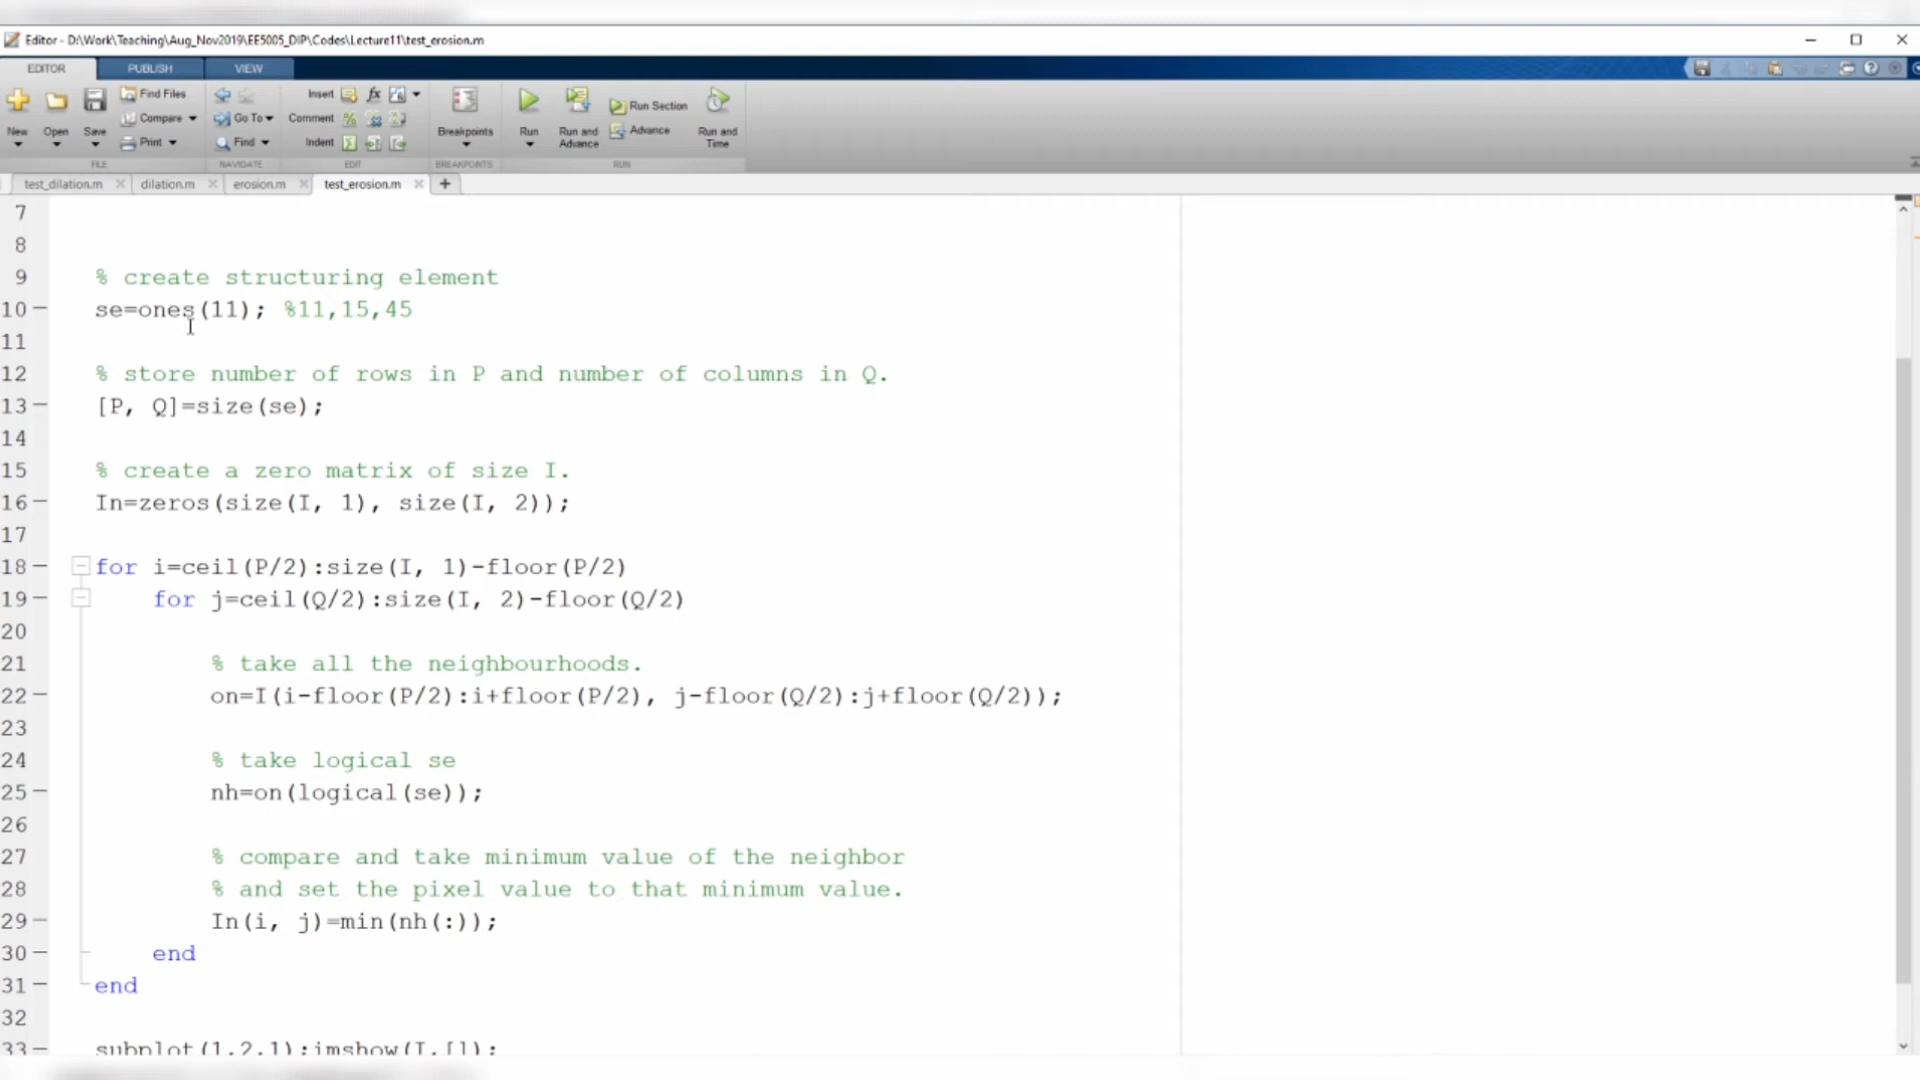 Editor - D:\Work\Teaching\Aug_Nov2019\EE5005_DIP\Codes\Lecture11\test_erosion.m
EDITOR PUBLISH VIEW
Find Files Insert fx Run Section
Compare Go To Comment Advance
New Open Save Print Find Indent Breakpoints Run Run and Advance Run and Time
FILE NAVIGATE EDIT BREAKPOINTS RUN
test_dilation.m dilation.m erosion.m test_erosion.m +
7
8
9 % create structuring element
10 se=ones(11); %11,15,45
11
12 % store number of rows in P and number of columns in Q.
13 [P, Q]=size(se);
14
15 % create a zero matrix of size I.
16 In=zeros(size(I, 1), size(I, 2));
17
18 for i=ceil(P/2):size(I, 1)-floor(P/2)
19 for j=ceil(Q/2):size(I, 2)-floor(Q/2)
20
21 % take all the neighbourhoods.
22 on=I(i-floor(P/2):i+floor(P/2), j-floor(Q/2):j+floor(Q/2));
23
24 % take logical se
25 nh=on(logical(se));
26
27 % compare and take minimum value of the neighbor
28 % and set the pixel value to that minimum value.
29 In(i, j)=min(nh(:));
30 end
31 end
32
33 subplot(1,2,1);imshow(I,[]);